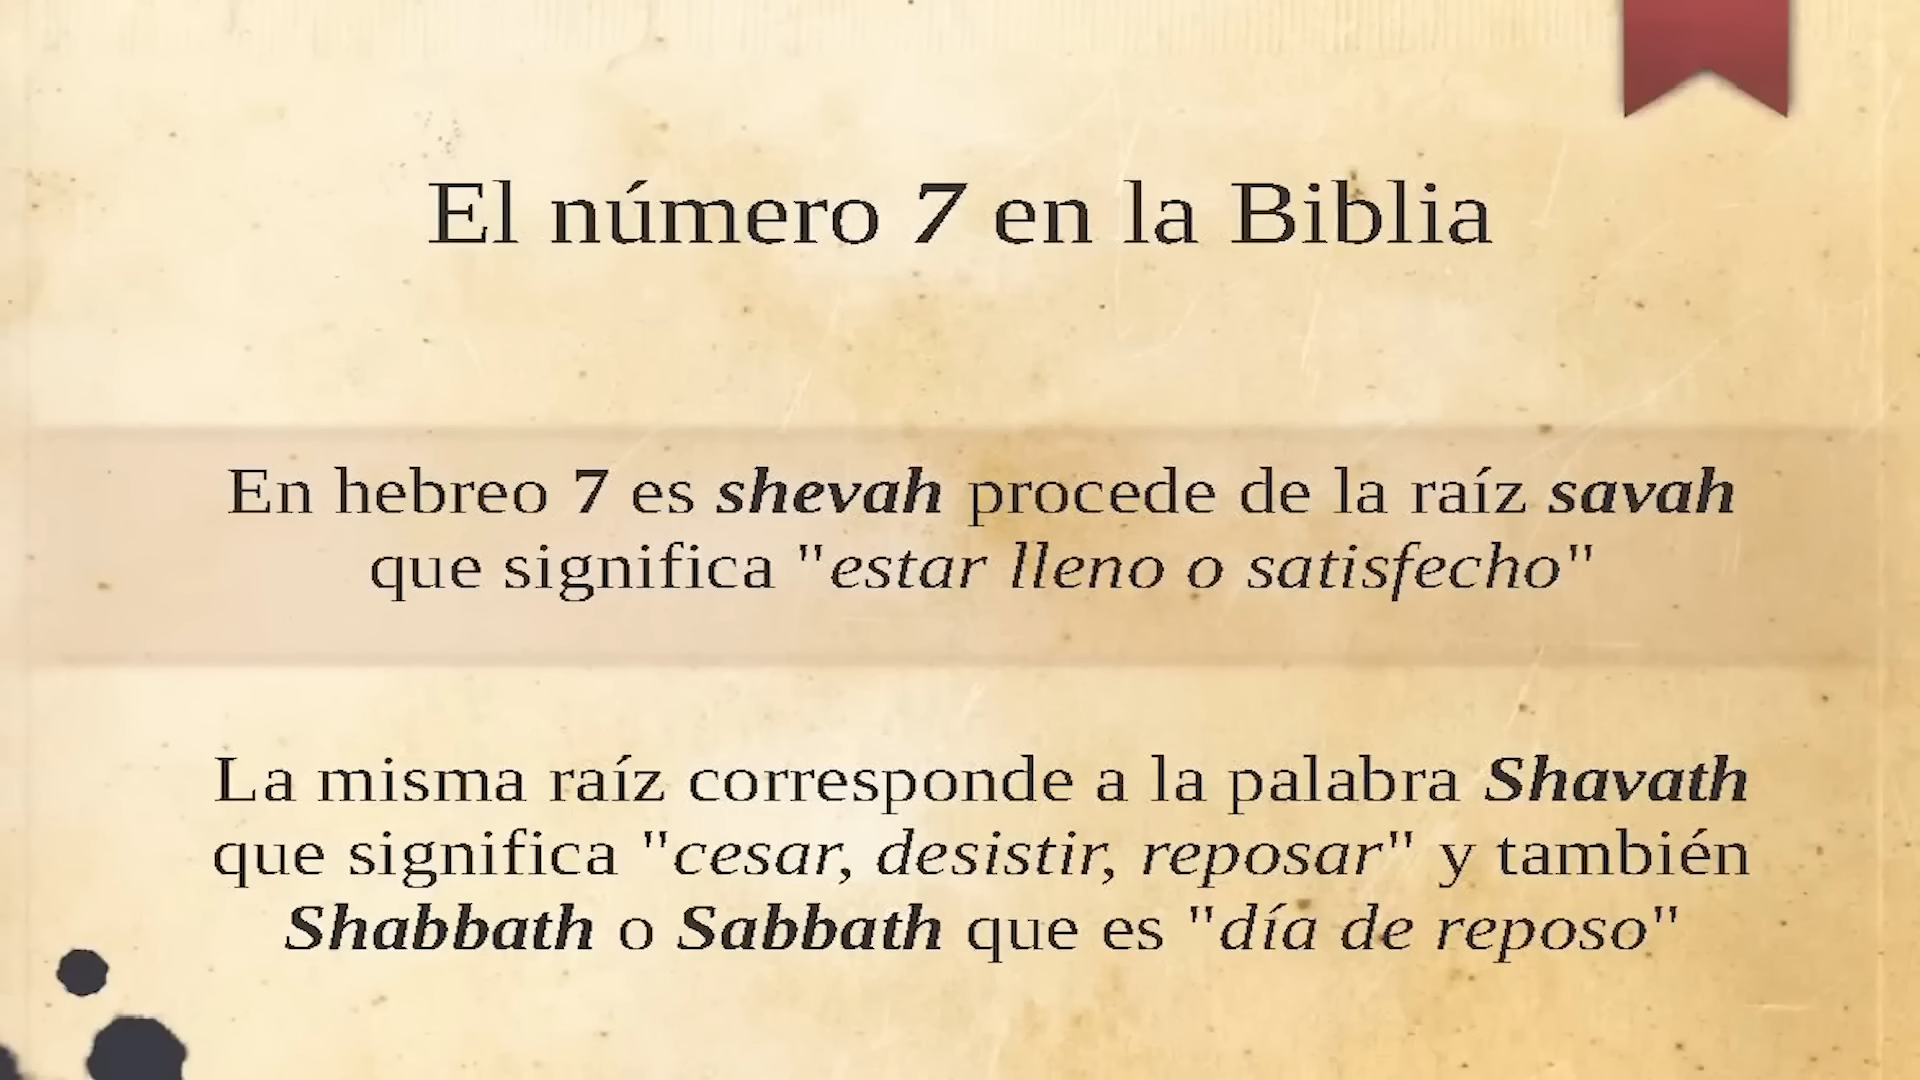 El número 7 en la Biblia
En hebreo 7 es shevah procede de la raíz savah
que significa "estar lleno o satisfecho"
La misma raíz corresponde a la palabra Shavath
que significa "cesar, desistir, reposar" y también
Shabbath o Sabbath que es "día de reposo"